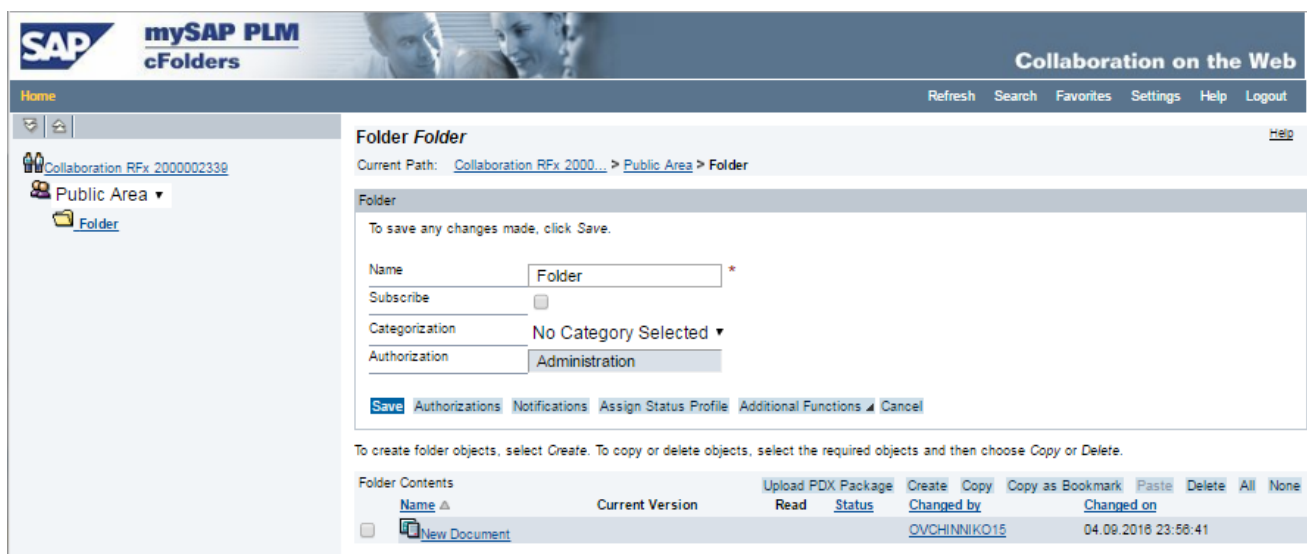 SAP
mySAP PLM
cFolders
Collaboration on the Web
Home
Refresh Search Favorites Settings Help Logout
Collaboration RFx 2000002339
Public Area
Folder
Folder Folder
Help
Current Path: Collaboration RFx 2000... > Public Area > Folder
Folder
To save any changes made, click Save.
Name Folder *
Subscribe
Categorization No Category Selected
Authorization Administration
Save Authorizations Notifications Assign Status Profile Additional Functions Cancel
To create folder objects, select Create. To copy or delete objects, select the required objects and then choose Copy or Delete.
Folder Contents Upload PDX Package Create Copy Copy as Bookmark Paste Delete All None
Name Current Version Read Status Changed by Changed on
New Document OVCHINNIKO15 04.09.2016 23:56:41